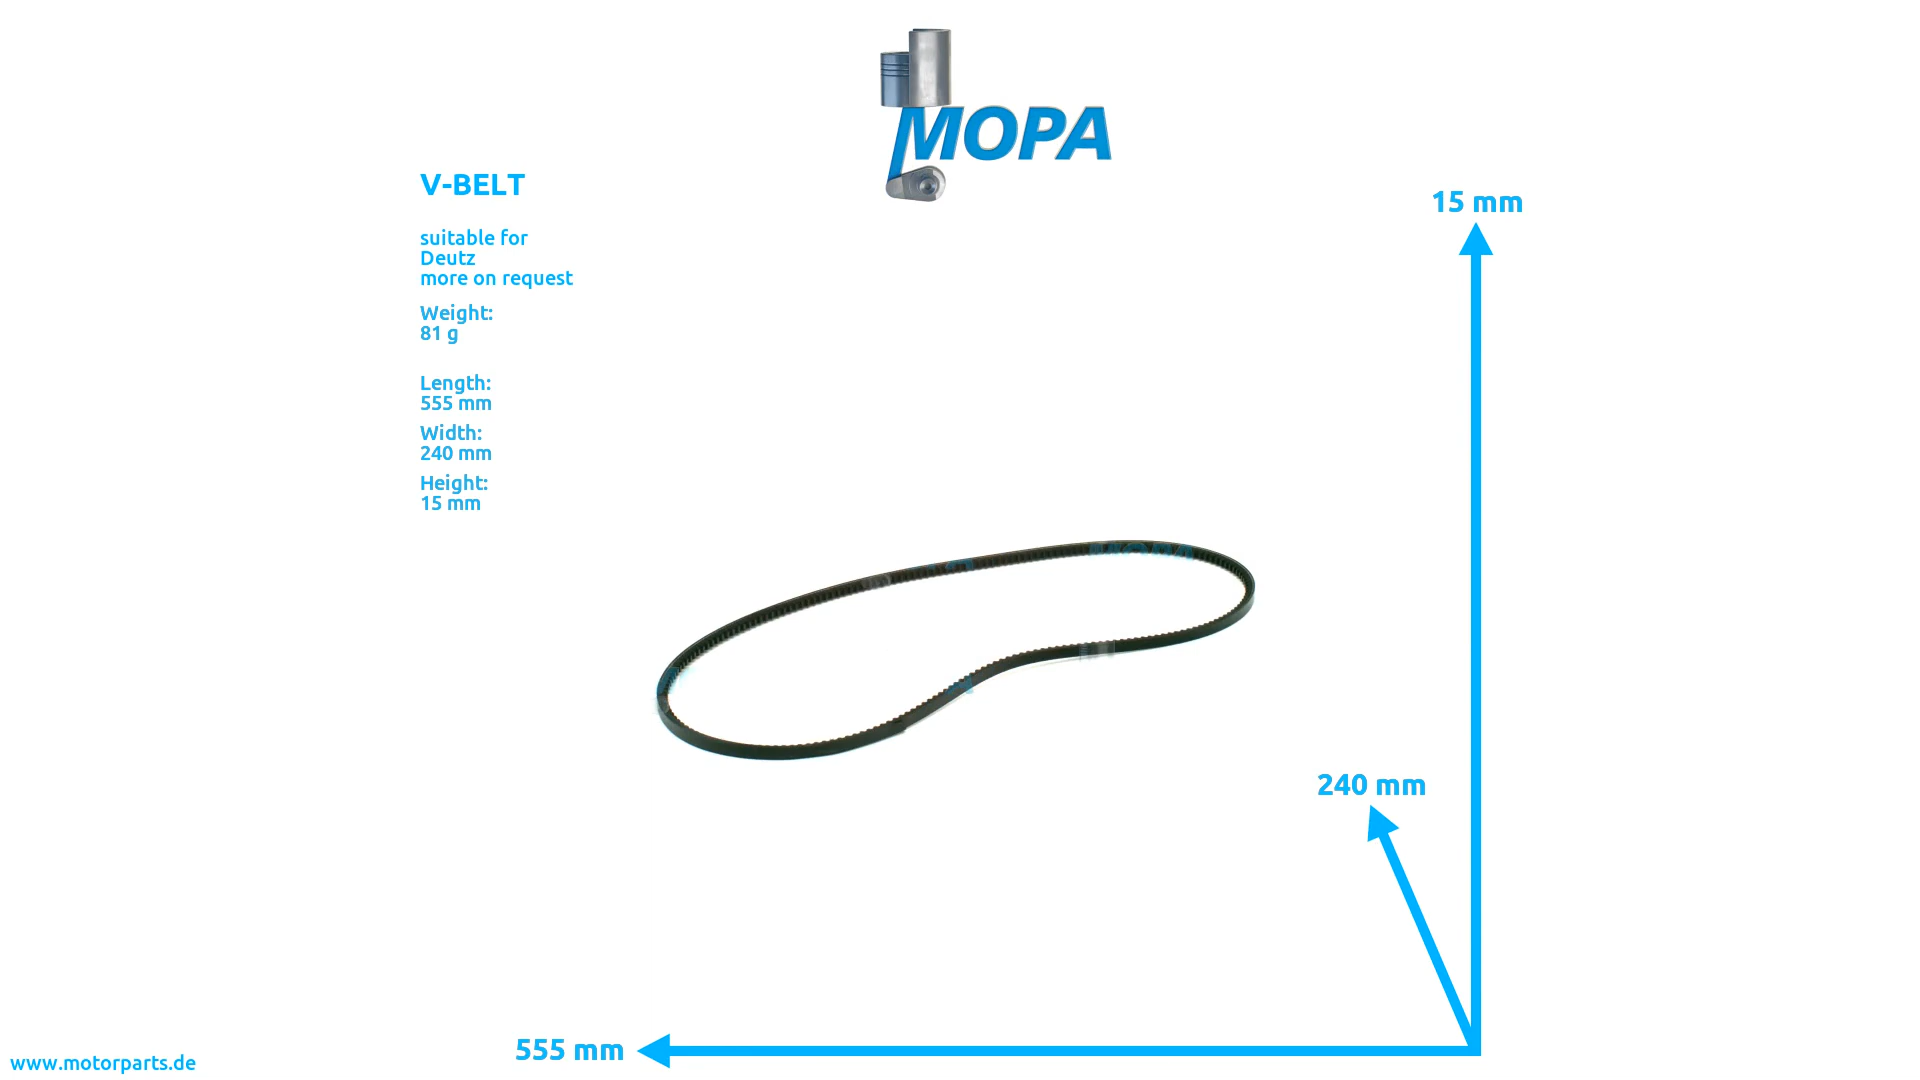 MOPA
V-BELT
suitable for
Deutz
more on request
Weight:
81 g
Length:
555 mm
Width:
240 mm
Height:
15 mm
15 mm
240 mm
555 mm
www.motorparts.de
MOPA